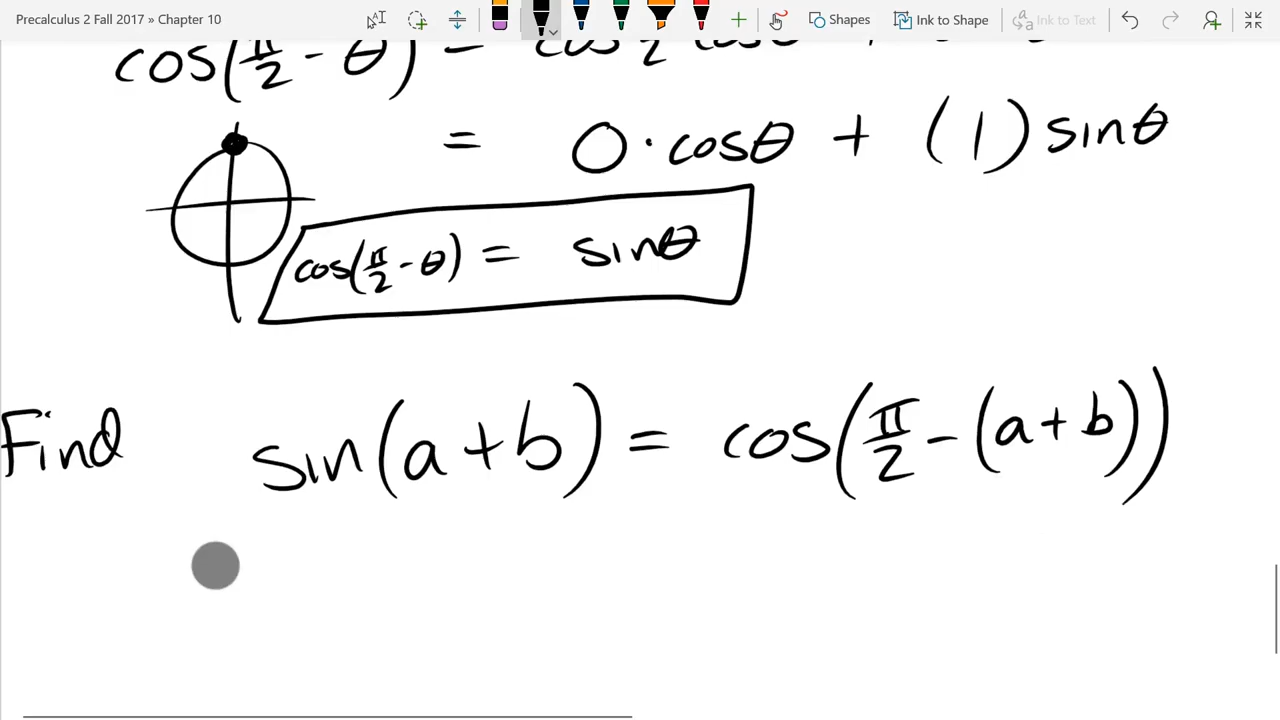 Precalculus 2 Fall 2017 » Chapter 10 Shapes Ink to Shape Ink to Text
cos(π/2 - θ) =
= 0 · cosθ + (1) sinθ
cos(π/2 - θ) = sinθ
Find sin(a + b) = cos(π/2 - (a + b))